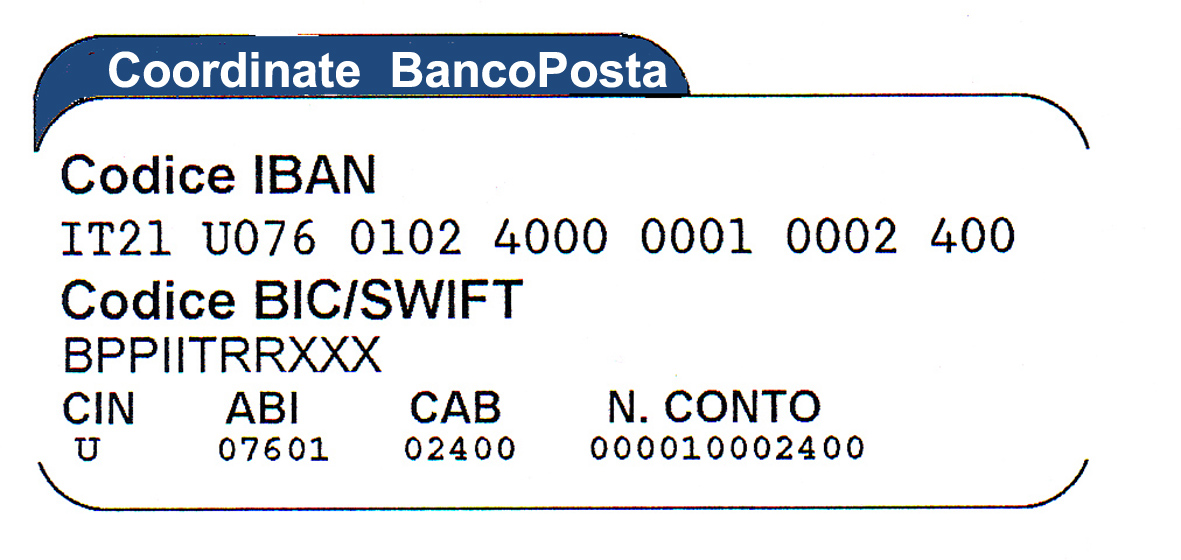 Coordinate BancoPosta
Codice IBAN
IT21 U076 0102 4000 0001 0002 400
Codice BIC/SWIFT
BPPIITRRXXX
CIN ABI CAB N. CONTO
U 07601 02400 000010002400